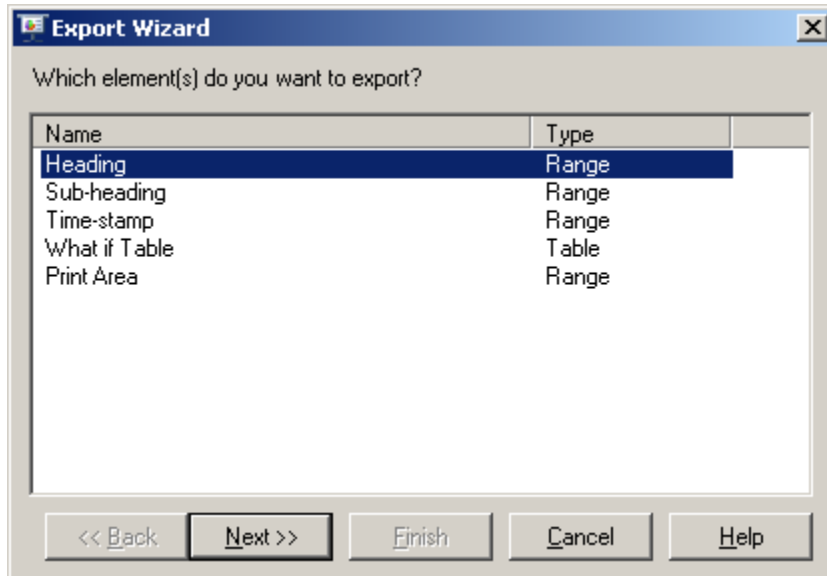 Export Wizard
Which element(s) do you want to export?
Name Type
Heading Range
Sub-heading Range
Time-stamp Range
What if Table Table
Print Area Range
<< Back Next >> Finish Cancel Help